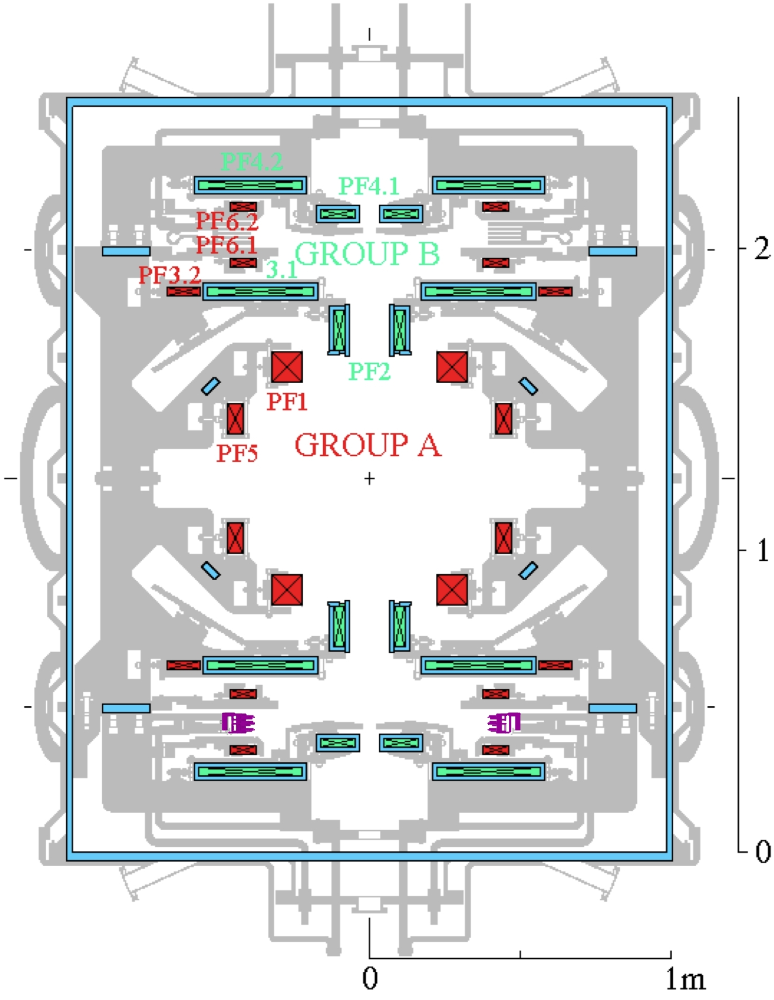 PF4.2
PF4.1
PF6.2
PF6.1
GROUP B
2
3.1
PF3.2
PF2
PF1
GROUP A
PF5
1
0
0
1m